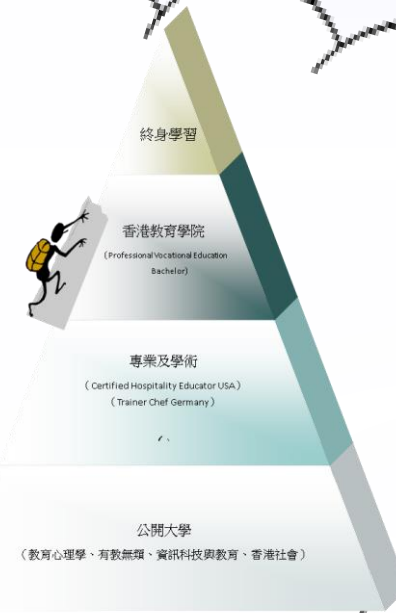 終身學習
香港教育學院
(Professional Vocational Education
Bachelor)
專業及學術
( Certified Hospitality Educator USA )
( Trainer Chef Germany )
公開大學
(教育心理學、有教無類、資訊科技與教育、香港社會)